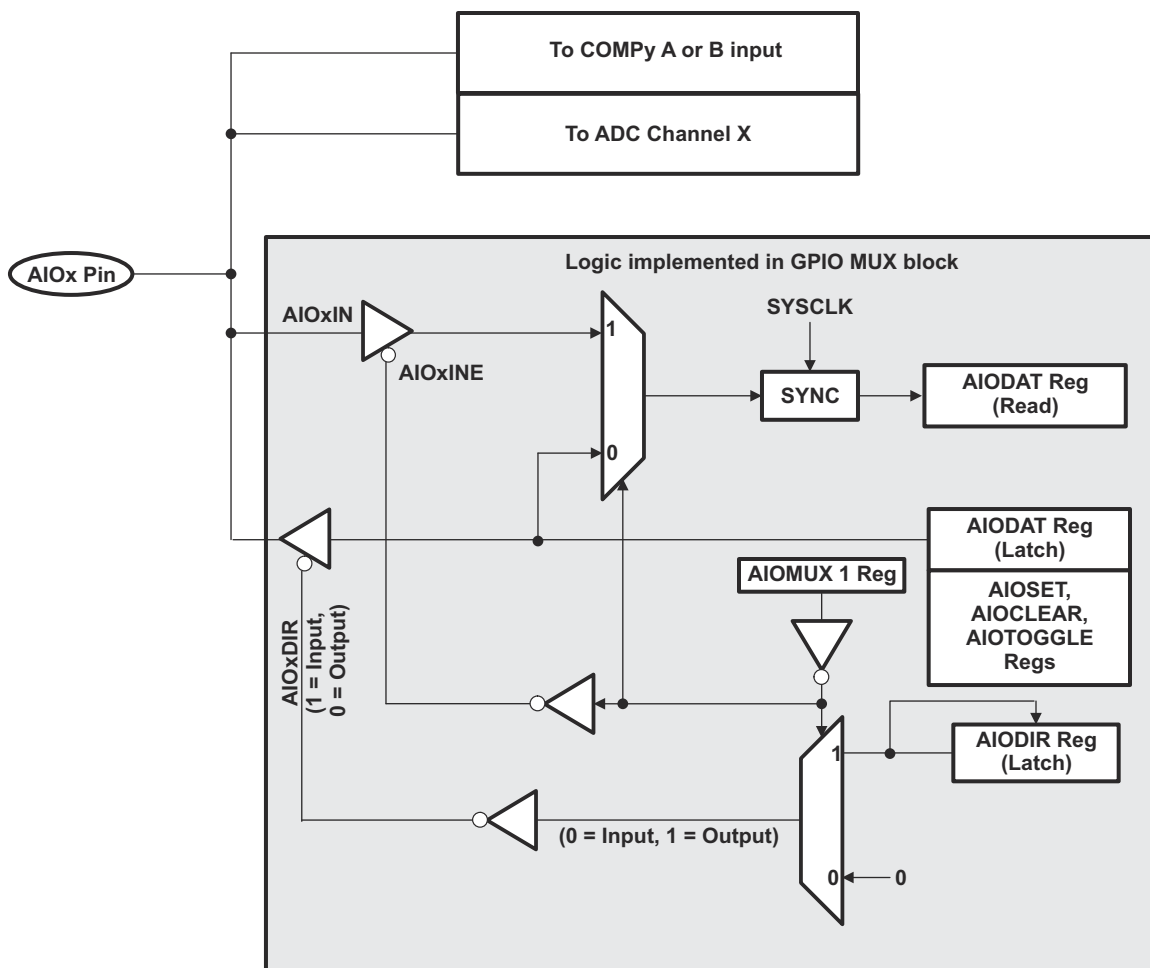 To COMPy A or B input
To ADC Channel X
AIOx Pin
Logic implemented in GPIO MUX block
AIOxIN
AIOxINE
1
0
SYSCLK
SYNC
AIODAT Reg
(Read)
AIODAT Reg
(Latch)
AIOSET,
AIOCLEAR,
AIOTOGGLE
Regs
AIOMUX 1 Reg
AIOxDIR
(1 = Input,
0 = Output)
1
AIODIR Reg
(Latch)
(0 = Input, 1 = Output)
0
0